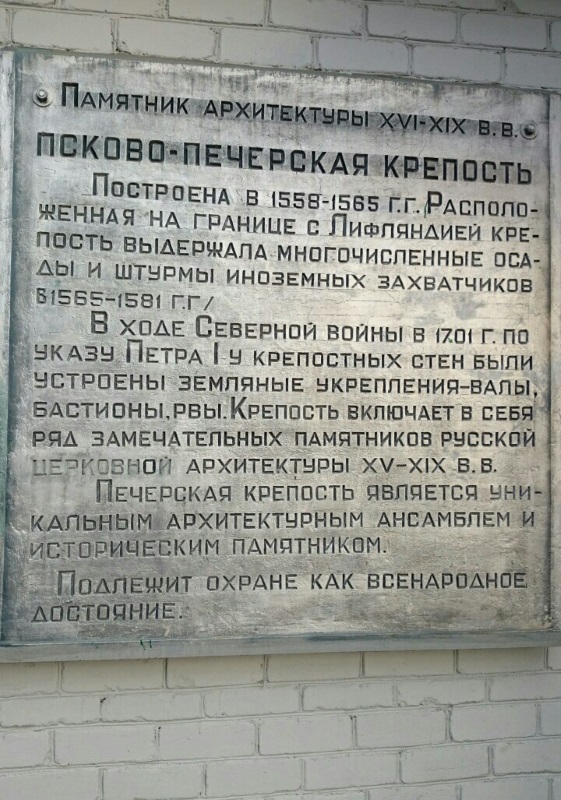 Памятник архитектуры XVI-XIX в.в.
Псково-Печерская крепость
Построена в 1558-1565 г.г. /Располо-
женная на границе с Лифляндией кре-
пость выдержала многочисленные оса-
ды и штурмы иноземных захватчиков
в 1565-1581 г.г/
В ходе Северной войны в 1701 г. по
указу Петра I у крепостных стен были
устроены земляные укрепления-валы,
бастионы, рвы. Крепость включает в себя
ряд замечательных памятников русской
церковной архитектуры XV-XIX в.в.
Печерская крепость является уни-
кальным архитектурным ансамблем и
историческим памятником.
Подлежит охране как всенародное
достояние.